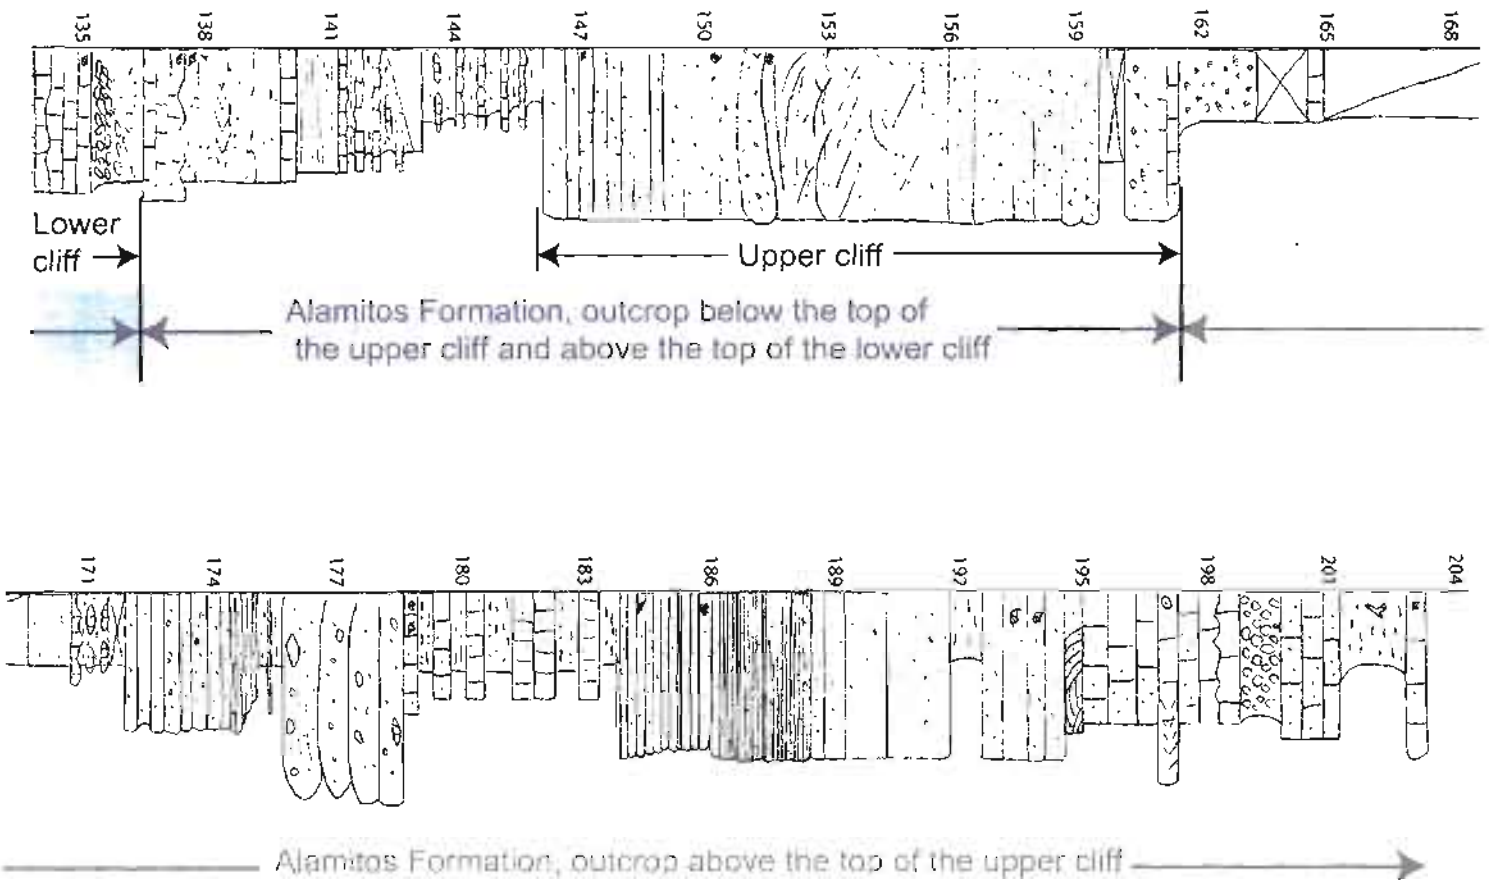 135 138 141 144 147 150 153 156 159 162 165 168
Lower
cliff
Upper cliff
Alamitos Formation, outcrop below the top of
the upper cliff and above the top of the lower cliff
171 174 177 180 183 186 189 192 195 198 201 204
Alamitos Formation, outcrop above the top of the upper cliff